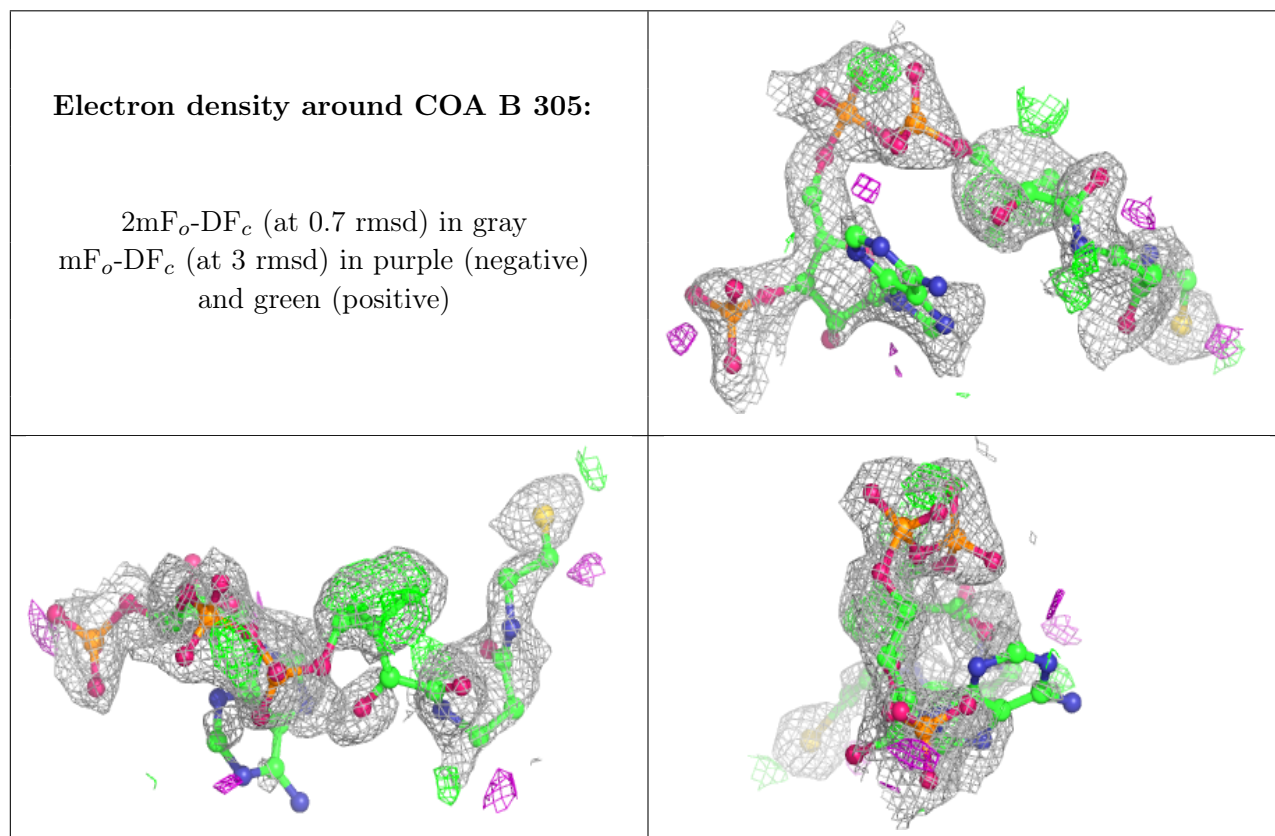 Electron density around COA B 305:
2mFo-DFc (at 0.7 rmsd) in gray
mFo-DFc (at 3 rmsd) in purple (negative)
and green (positive)